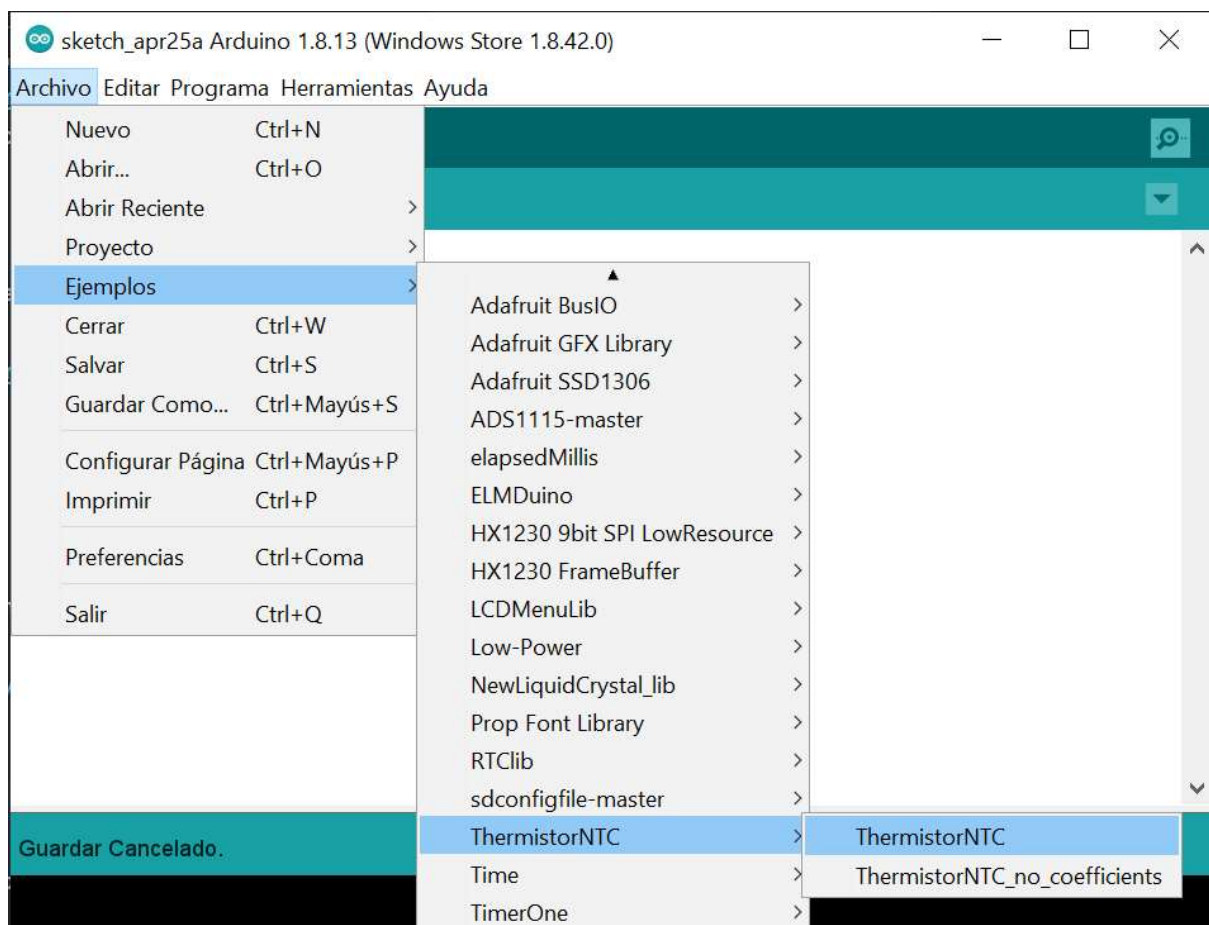 sketch_apr25a Arduino 1.8.13 (Windows Store 1.8.42.0)
Archivo Editar Programa Herramientas Ayuda
Nuevo Ctrl+N
Abrir... Ctrl+O
Abrir Reciente
Proyecto
Ejemplos
Cerrar Ctrl+W
Salvar Ctrl+S
Guardar Como... Ctrl+Mayús+S
Configurar Página Ctrl+Mayús+P
Imprimir Ctrl+P
Preferencias Ctrl+Coma
Salir Ctrl+Q
Adafruit BusIO
Adafruit GFX Library
Adafruit SSD1306
ADS1115-master
elapsedMillis
ELMDuino
HX1230 9bit SPI LowResource
HX1230 FrameBuffer
LCDMenuLib
Low-Power
NewLiquidCrystal_lib
Prop Font Library
RTClib
sdconfigfile-master
ThermistorNTC
Time
TimerOne
ThermistorNTC
ThermistorNTC_no_coefficients
Guardar Cancelado.